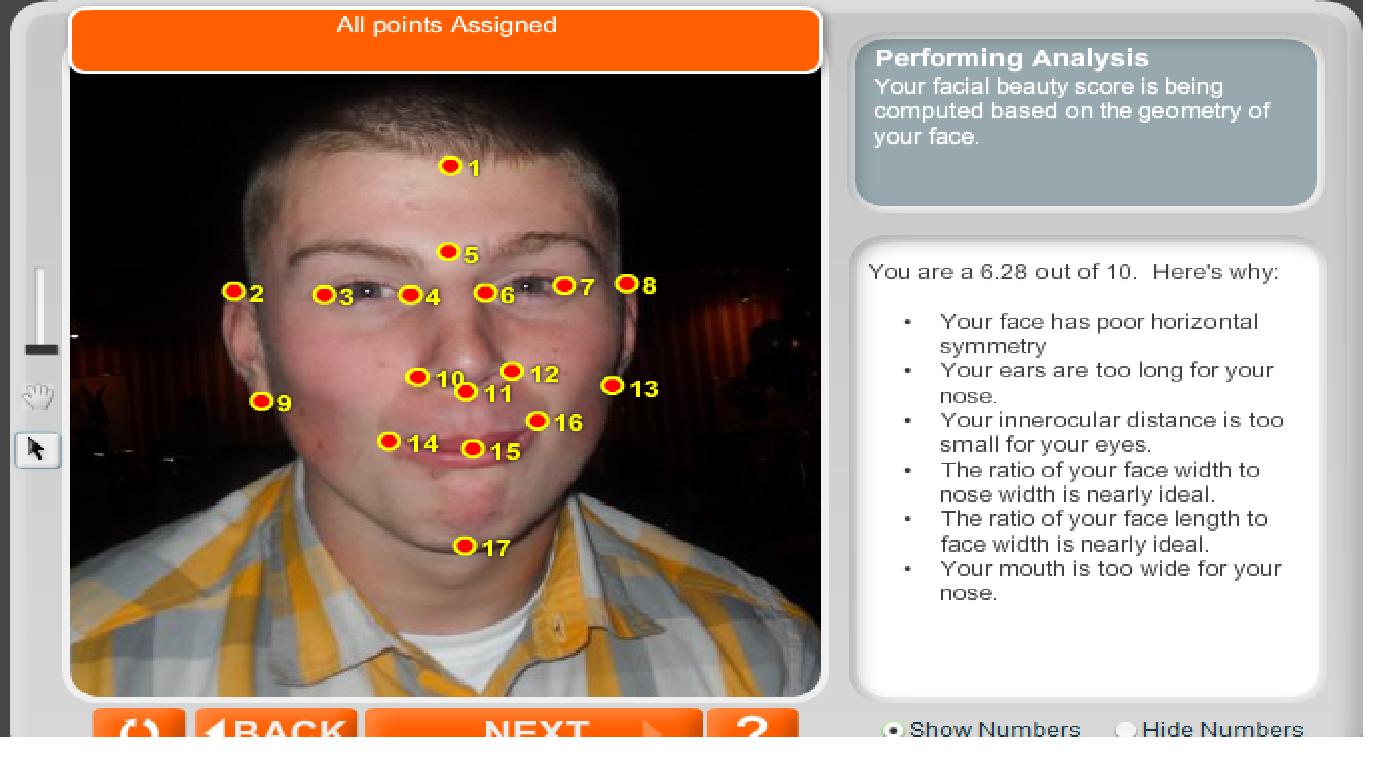 All points Assigned
Performing Analysis
Your facial beauty score is being
computed based on the geometry of
your face.
You are a 6.28 out of 10.  Here's why:
• Your face has poor horizontal
symmetry
• Your ears are too long for your
nose.
• Your innerocular distance is too
small for your eyes.
• The ratio of your face width to
nose width is nearly ideal.
• The ratio of your face length to
face width is nearly ideal.
• Your mouth is too wide for your
nose.
1
5
2
3
4
6
7
8
9
10
11
12
13
14
15
16
17
BACK
NEXT
?
Show Numbers
Hide Numbers